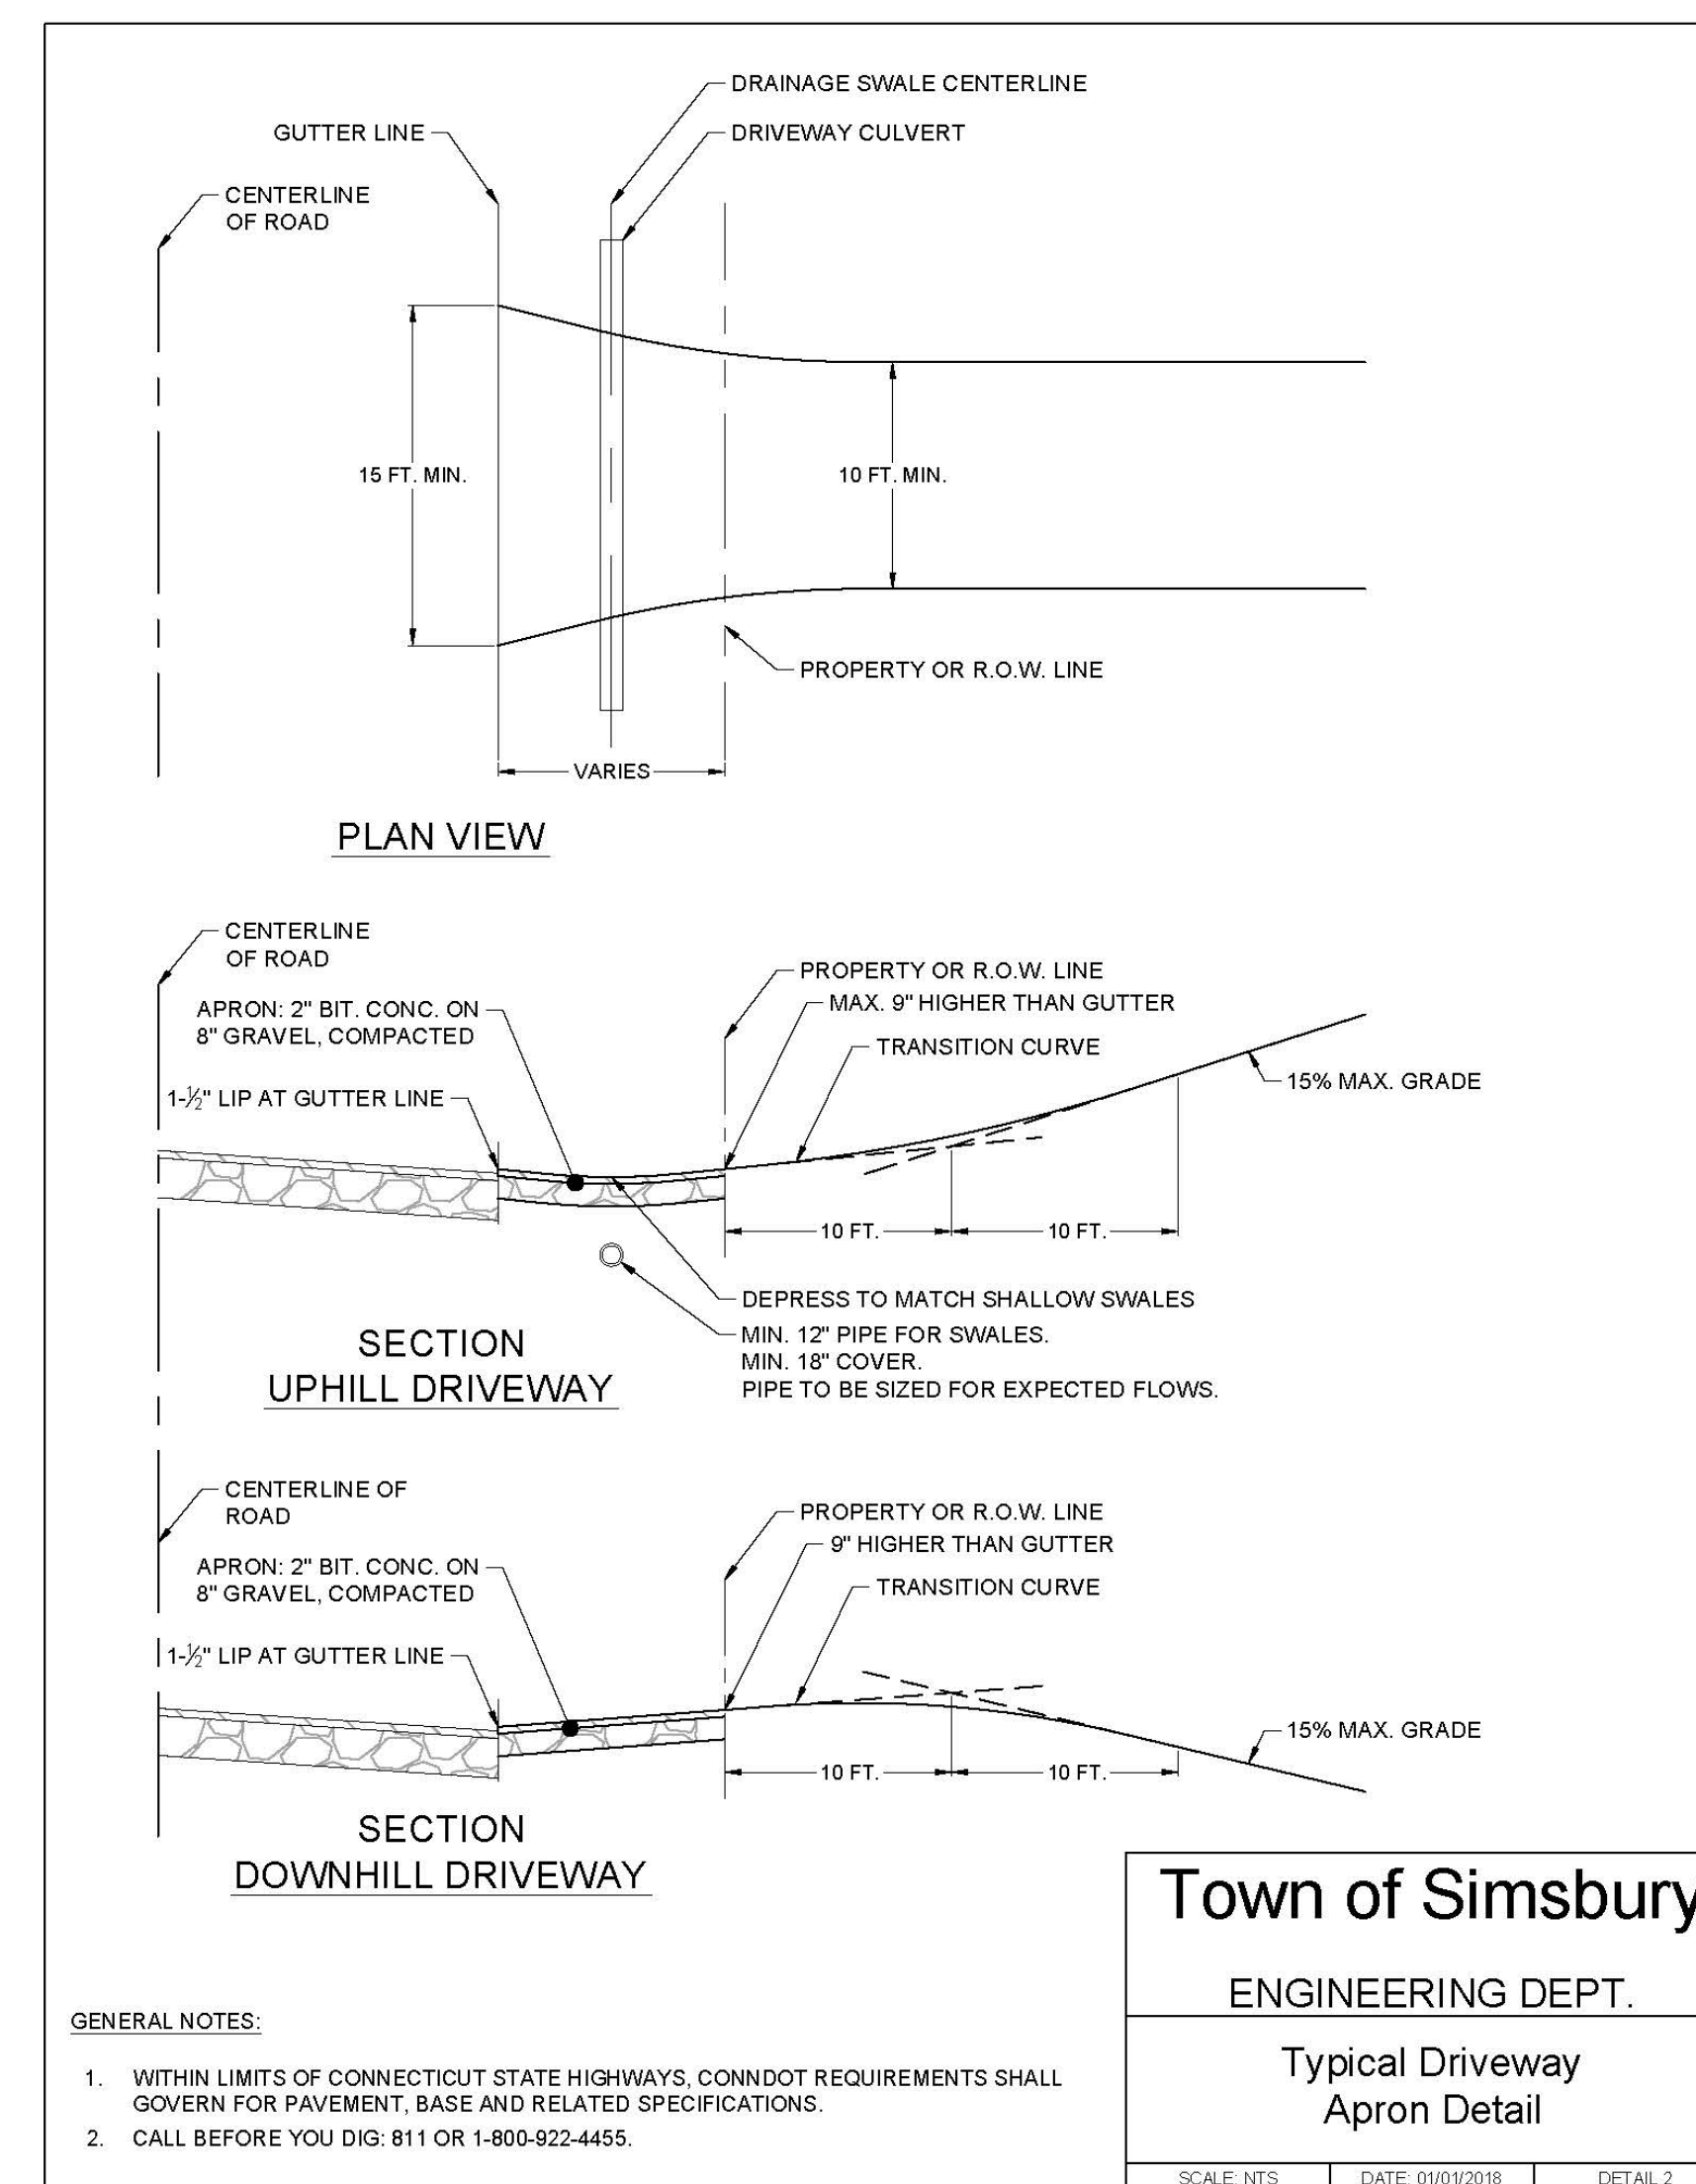 DRAINAGE SWALE CENTERLINE
GUTTER LINE
DRIVEWAY CULVERT
CENTERLINE
OF ROAD
15 FT. MIN.
10 FT. MIN.
PROPERTY OR R.O.W. LINE
VARIES
PLAN VIEW
CENTERLINE
OF ROAD
PROPERTY OR R.O.W. LINE
APRON: 2" BIT. CONC. ON
8" GRAVEL, COMPACTED
MAX. 9" HIGHER THAN GUTTER
TRANSITION CURVE
15% MAX. GRADE
1-½" LIP AT GUTTER LINE
10 FT.
10 FT.
DEPRESS TO MATCH SHALLOW SWALES
MIN. 12" PIPE FOR SWALES.
MIN. 18" COVER.
PIPE TO BE SIZED FOR EXPECTED FLOWS.
SECTION
UPHILL DRIVEWAY
CENTERLINE OF
ROAD
PROPERTY OR R.O.W. LINE
9" HIGHER THAN GUTTER
APRON: 2" BIT. CONC. ON
8" GRAVEL, COMPACTED
TRANSITION CURVE
1-½" LIP AT GUTTER LINE
15% MAX. GRADE
10 FT.
10 FT.
SECTION
DOWNHILL DRIVEWAY
Town of Simsbury
ENGINEERING DEPT.
Typical Driveway
Apron Detail
SCALE: NTS
DATE: 01/01/2018
DETAIL 2
GENERAL NOTES:
1. WITHIN LIMITS OF CONNECTICUT STATE HIGHWAYS, CONNDOT REQUIREMENTS SHALL
GOVERN FOR PAVEMENT, BASE AND RELATED SPECIFICATIONS.
2. CALL BEFORE YOU DIG: 811 OR 1-800-922-4455.